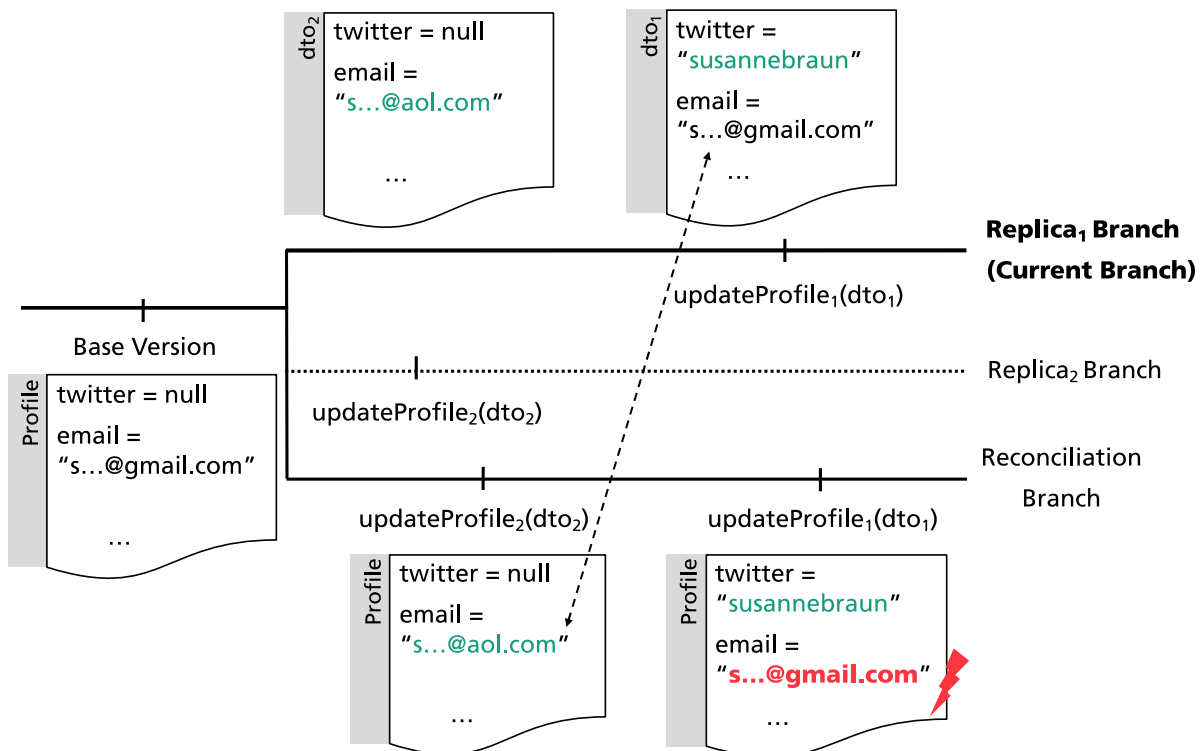 dto₂
twitter = null
email =
“s…@aol.com”
…
dto₁
twitter =
“susannebraun”
email =
“s…@gmail.com”
…
Replica₁ Branch
(Current Branch)
updateProfile₁(dto₁)
Base Version
Replica₂ Branch
updateProfile₂(dto₂)
Profile
twitter = null
email =
“s…@gmail.com”
…
Reconciliation
Branch
updateProfile₂(dto₂)
updateProfile₁(dto₁)
Profile
twitter = null
email =
“s…@aol.com”
…
Profile
twitter =
“susannebraun”
email =
“s…@gmail.com”
…